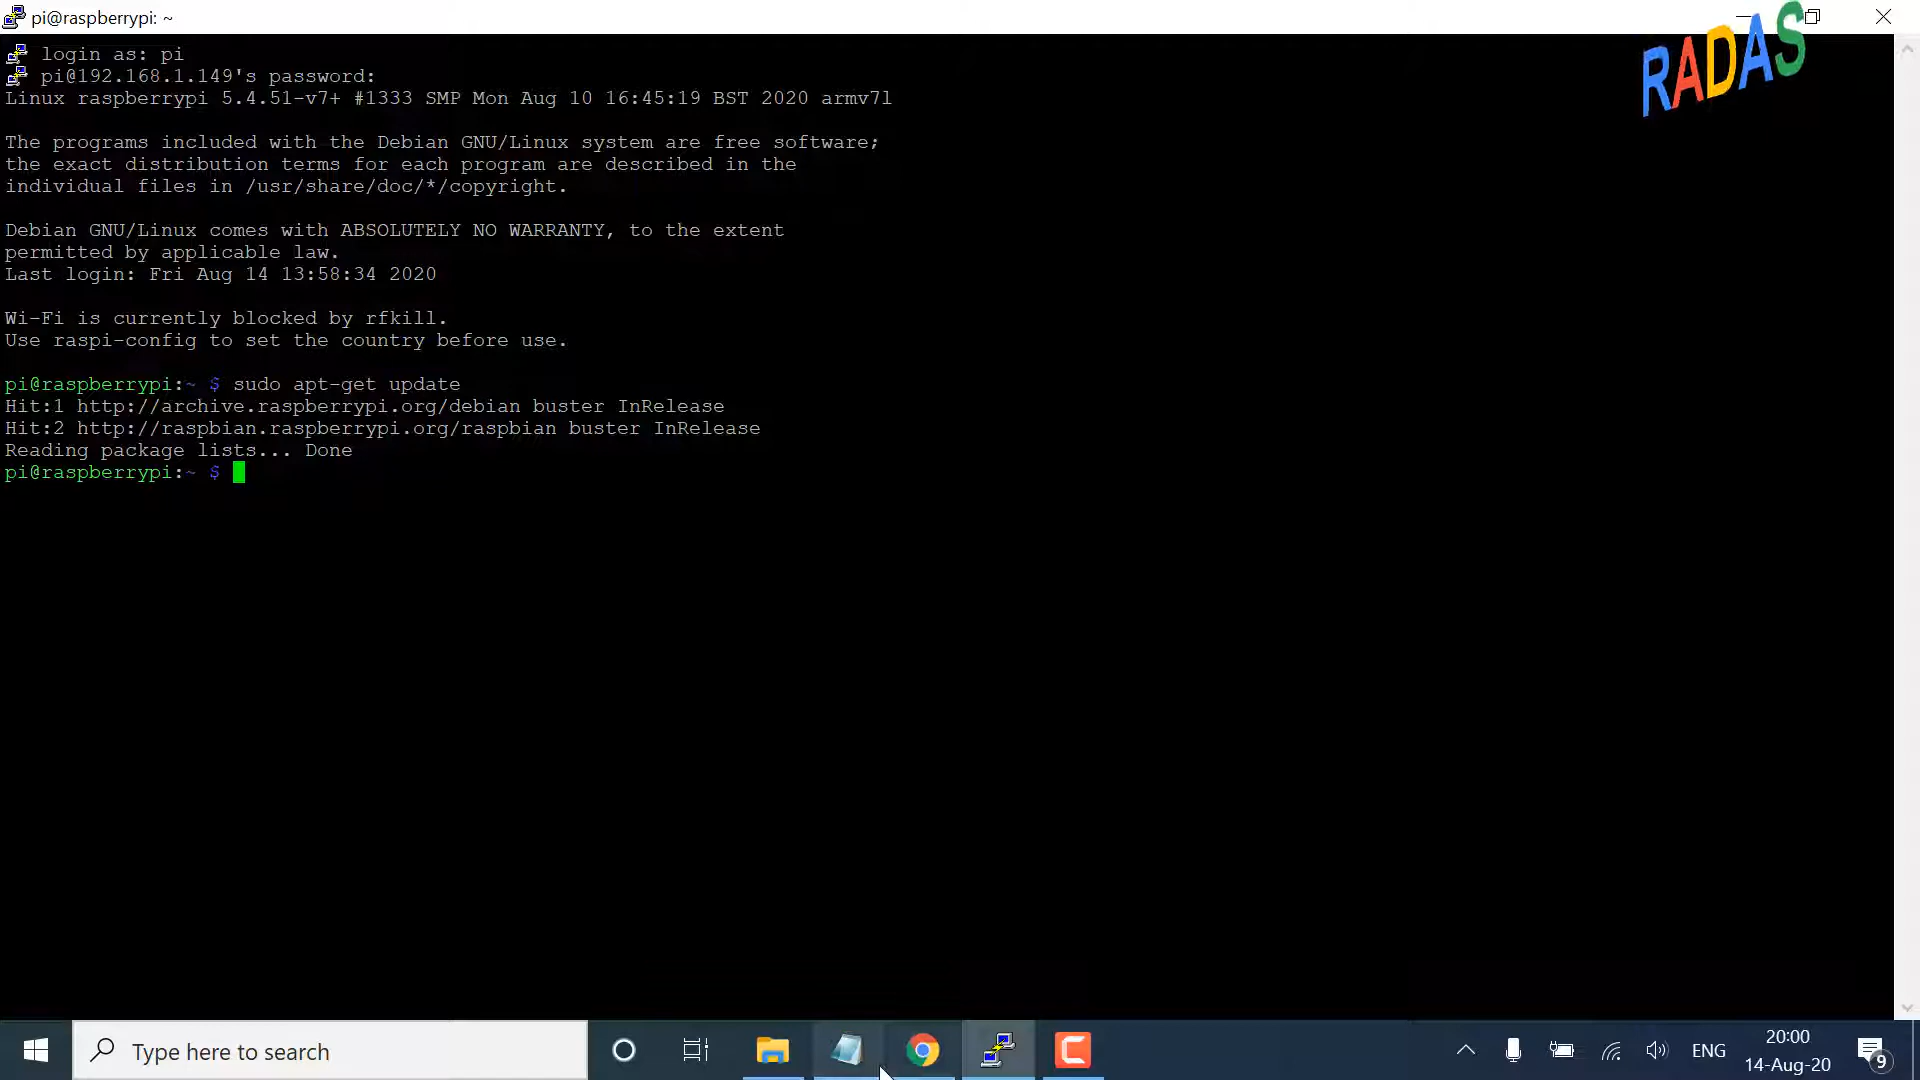 pi@raspberrypi: ~
RADAS
login as: pi
pi@192.168.1.149's password:
Linux raspberrypi 5.4.51-v7+ #1333 SMP Mon Aug 10 16:45:19 BST 2020 armv7l
The programs included with the Debian GNU/Linux system are free software;
the exact distribution terms for each program are described in the
individual files in /usr/share/doc/*/copyright.
Debian GNU/Linux comes with ABSOLUTELY NO WARRANTY, to the extent
permitted by applicable law.
Last login: Fri Aug 14 13:58:34 2020
Wi-Fi is currently blocked by rfkill.
Use raspi-config to set the country before use.
pi@raspberrypi:~ $ sudo apt-get update
Hit:1 http://archive.raspberrypi.org/debian buster InRelease
Hit:2 http://raspbian.raspberrypi.org/raspbian buster InRelease
Reading package lists... Done
pi@raspberrypi:~ $
Type here to search
ENG
20:00
14-Aug-20
9